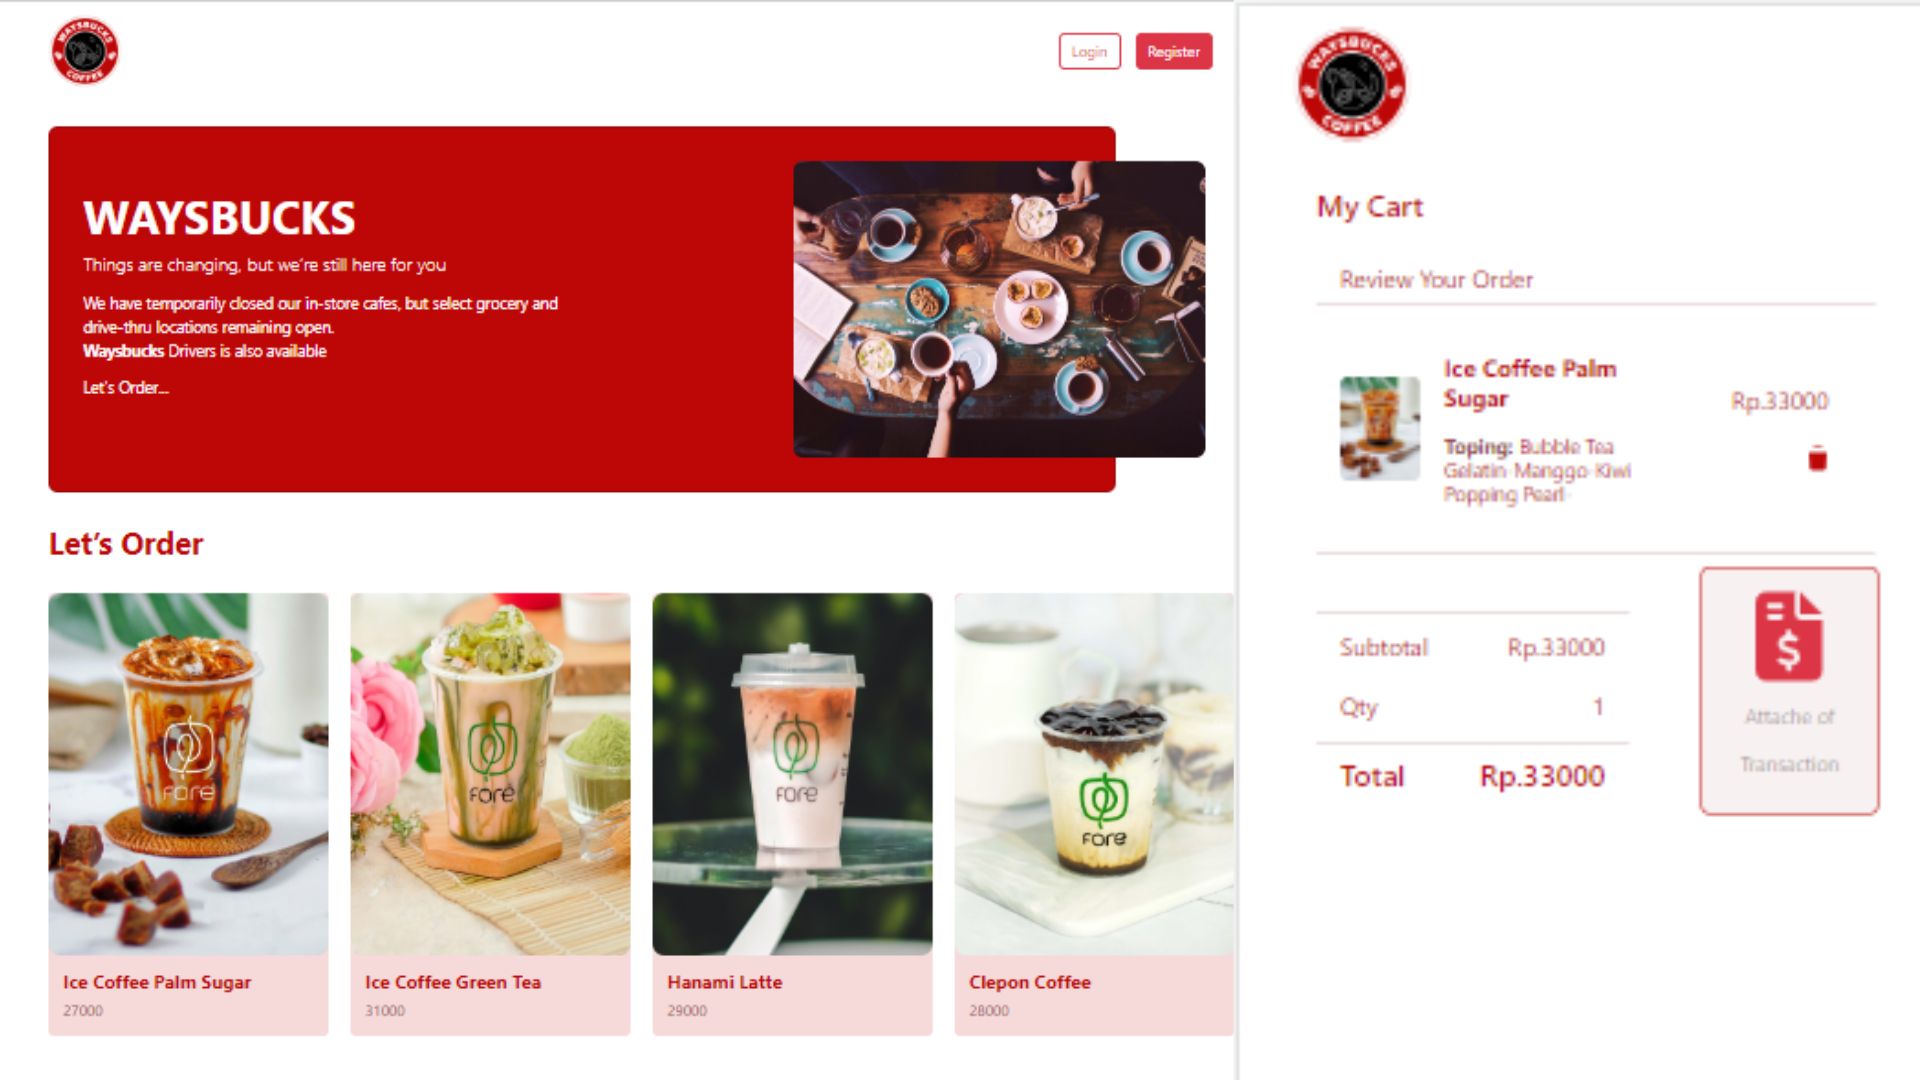 WAYSBUCKS
COFFEE
Login
Register
WAYSBUCKS
Things are changing, but we're still here for you
We have temporarily closed our in-store cafes, but select grocery and
drive-thru locations remaining open.
Waysbucks Drivers is also available
Let's Order...
Let's Order
FORE
FORE
FORE
FORE
Ice Coffee Palm Sugar
27000
Ice Coffee Green Tea
31000
Hanami Latte
29000
Clepon Coffee
28000
WAYSBUCKS
COFFEE
My Cart
Review Your Order
Ice Coffee Palm
Sugar
Rp.33000
Toping: Bubble Tea
Gelatin-Manggo-Kiwi
Popping Pearl-
Subtotal Rp.33000
Qty 1
Total Rp.33000
Attache of
Transaction